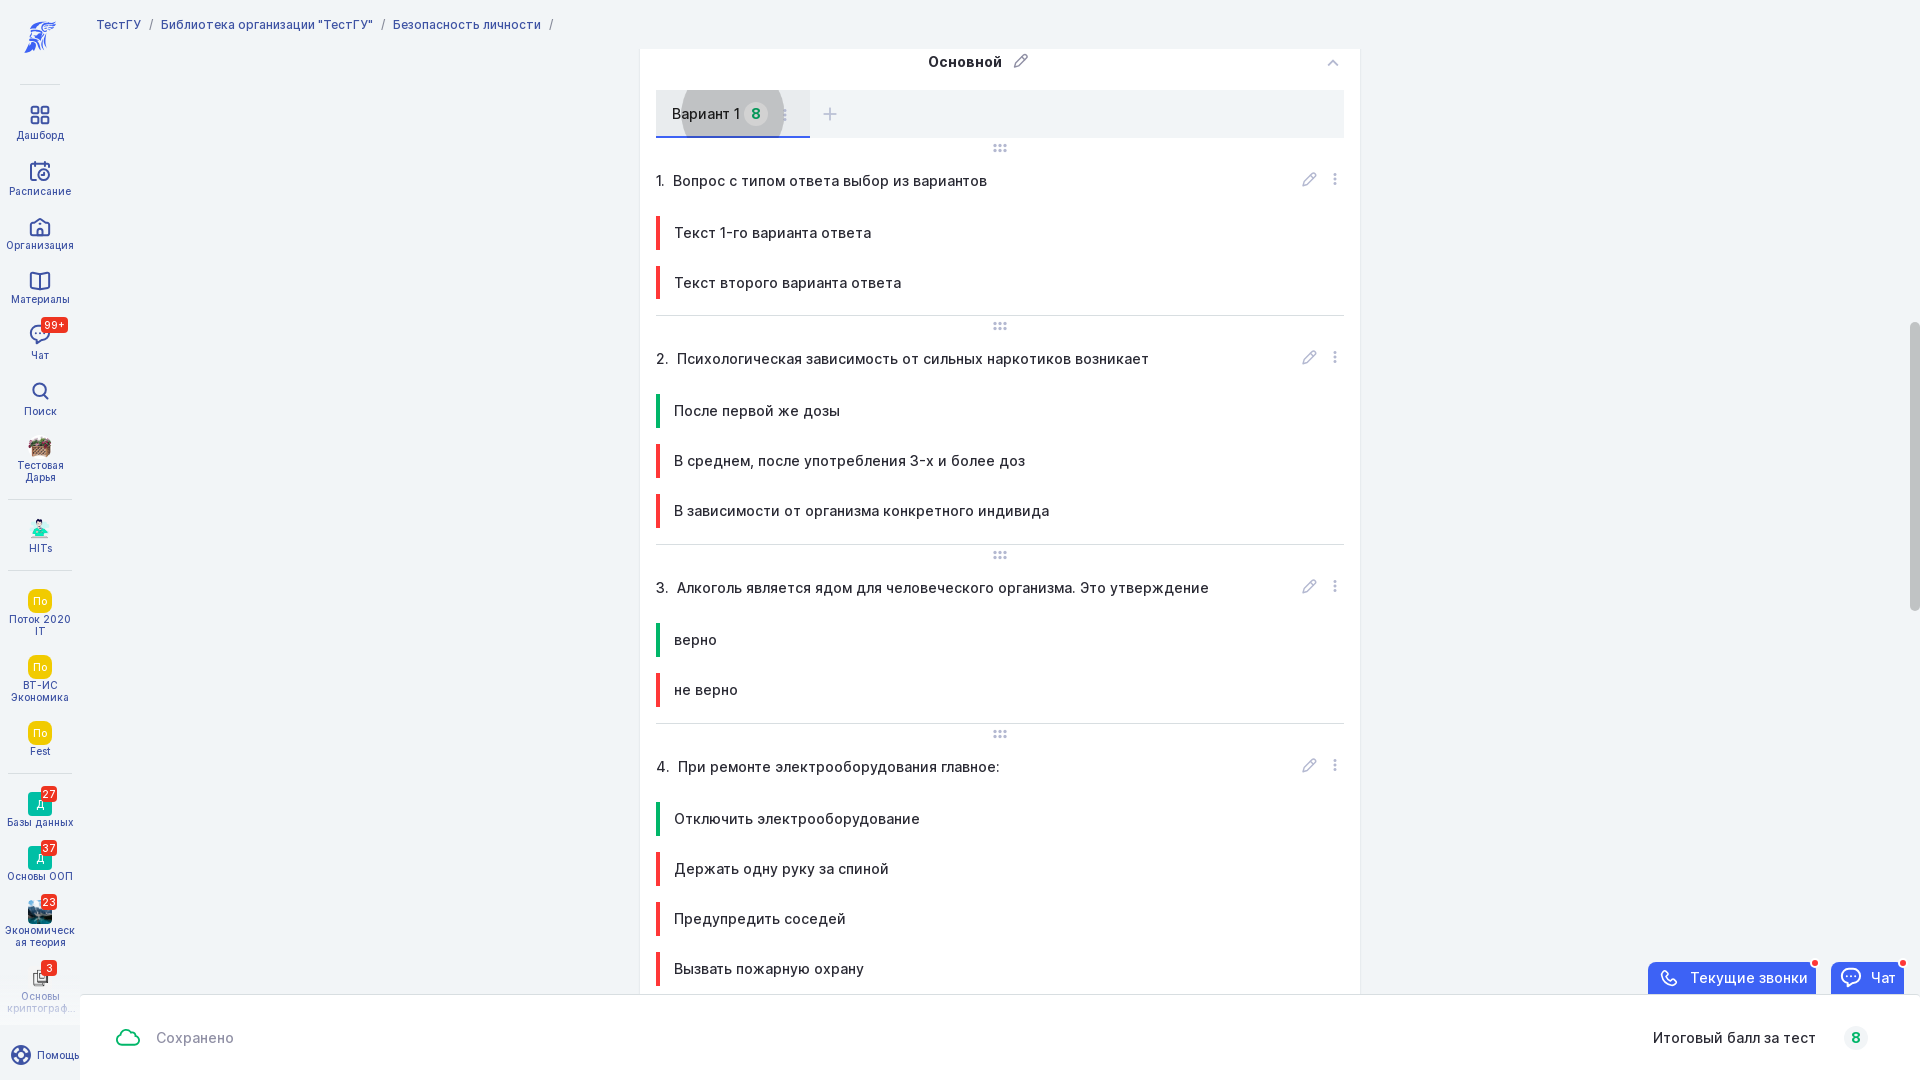 ТестГУ / Библиотека организации "ТестГУ" / Безопасность личности /
Дашборд
Расписание
Организация
Материалы
99+
Чат
Поиск
Тестовая
Дарья
HITs
По
Поток 2020
IT
По
ВТ-ИС
Экономика
По
Fest
27
Д
Базы данных
37
Д
Основы ООП
23
Экономическ
ая теория
3
Основы
криптограф...
Помощь
Основной
Вариант 1 8
1. Вопрос с типом ответа выбор из вариантов
Текст 1-го варианта ответа
Текст второго варианта ответа
2. Психологическая зависимость от сильных наркотиков возникает
После первой же дозы
В среднем, после употребления 3-х и более доз
В зависимости от организма конкретного индивида
3. Алкоголь является ядом для человеческого организма. Это утверждение
верно
не верно
4. При ремонте электрооборудования главное:
Отключить электрооборудование
Держать одну руку за спиной
Предупредить соседей
Вызвать пожарную охрану
Текущие звонки
Чат
Сохранено
Итоговый балл за тест 8